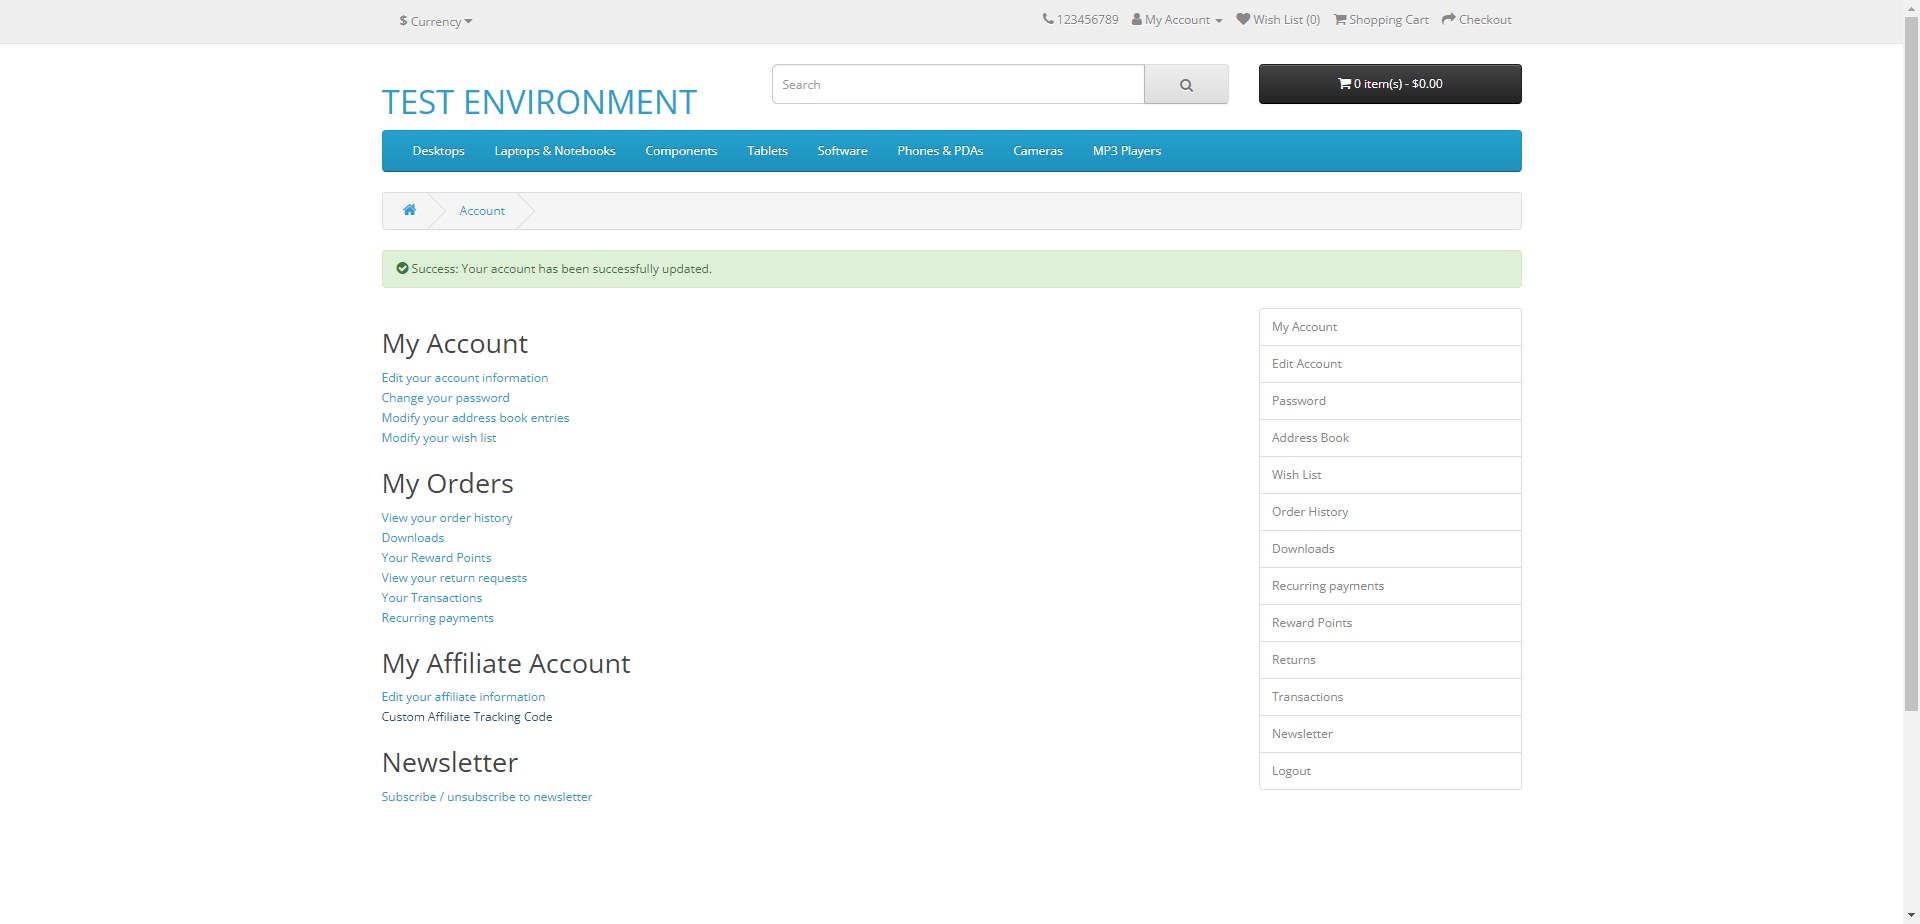 $ Currency
123456789 My Account Wish List (0) Shopping Cart Checkout
TEST ENVIRONMENT
Search
0 item(s) - $0.00
Desktops Laptops & Notebooks Components Tablets Software Phones & PDAs Cameras MP3 Players
Account
Success: Your account has been successfully updated.
My Account
Edit your account information
Change your password
Modify your address book entries
Modify your wish list
My Orders
View your order history
Downloads
Your Reward Points
View your return requests
Your Transactions
Recurring payments
My Affiliate Account
Edit your affiliate information
Custom Affiliate Tracking Code
Newsletter
Subscribe / unsubscribe to newsletter
My Account
Edit Account
Password
Address Book
Wish List
Order History
Downloads
Recurring payments
Reward Points
Returns
Transactions
Newsletter
Logout